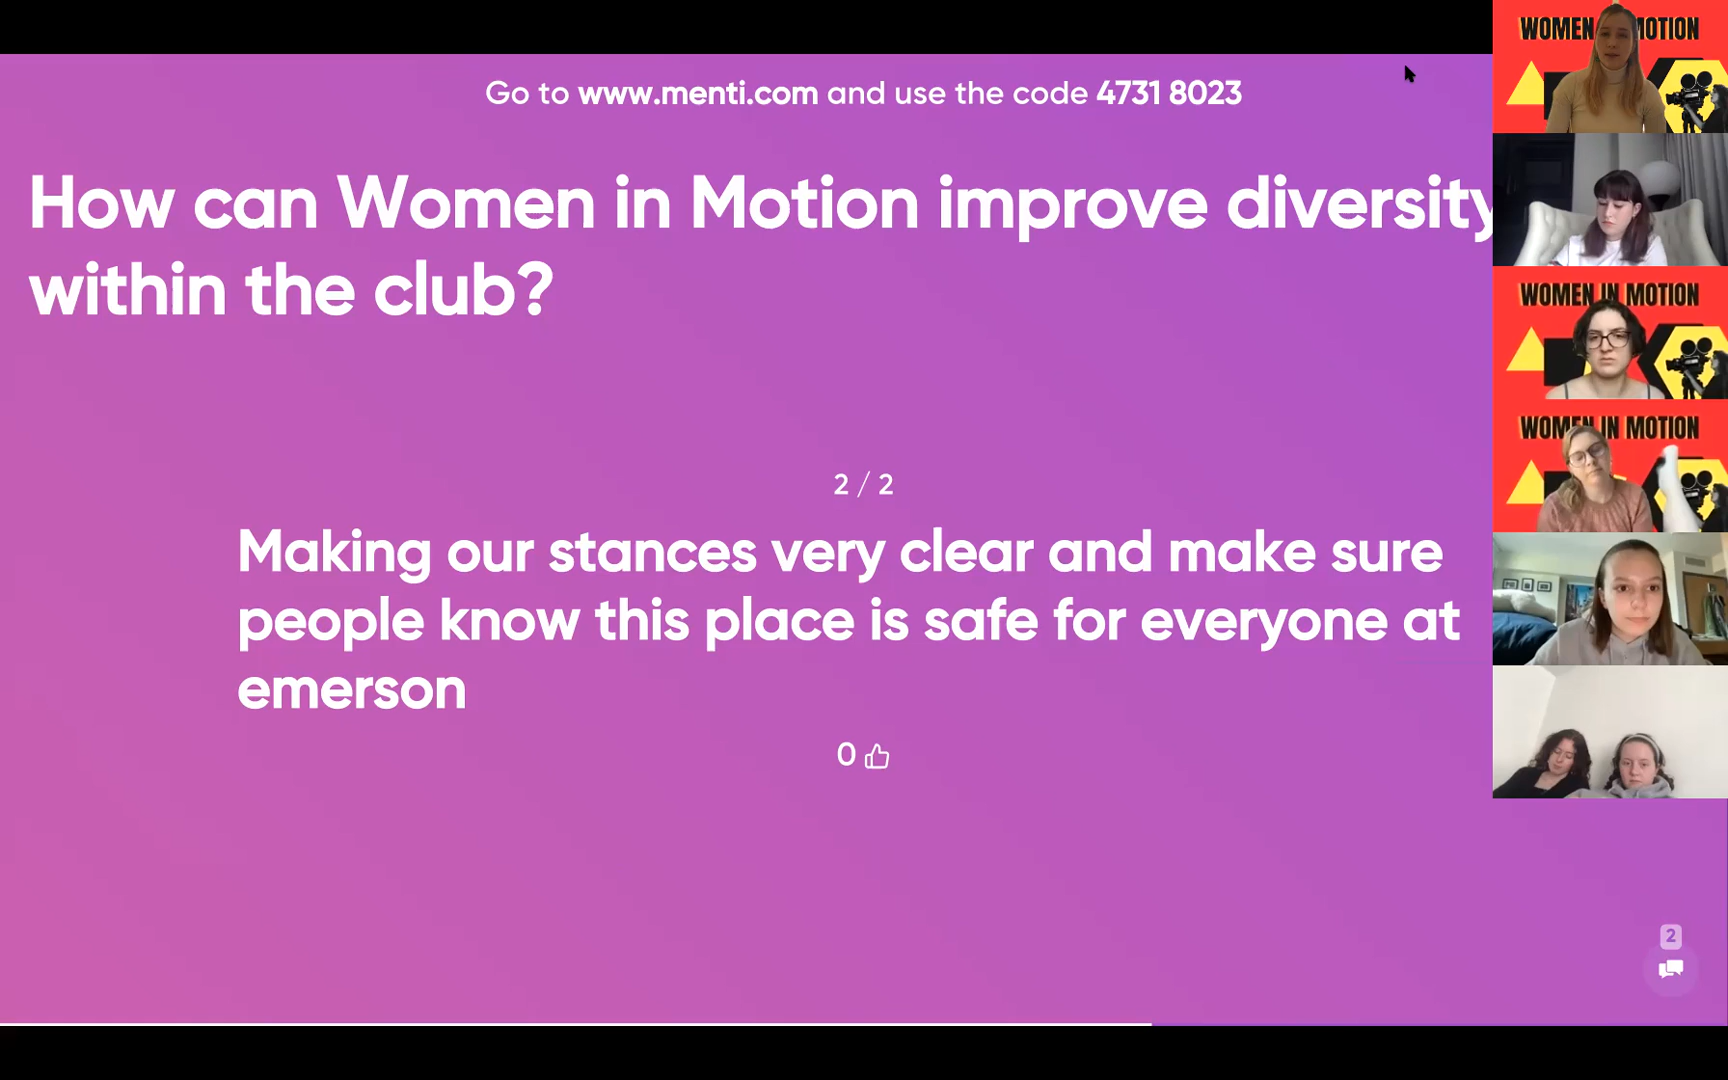 Go to www.menti.com and use the code 4731 8023
How can Women in Motion improve diversity
within the club?
2 / 2
Making our stances very clear and make sure
people know this place is safe for everyone at
emerson
0
2
WOMEN MOTION
WOMEN IN MOTION
WOMEN IN MOTION